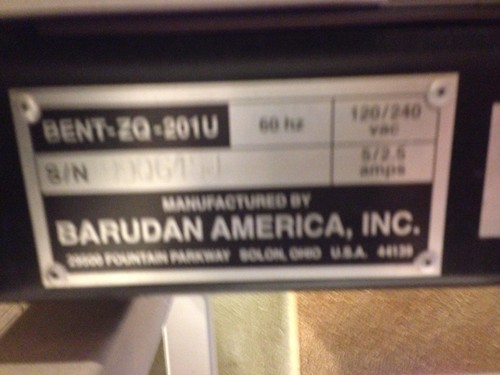 BENT-ZQ-201U 60 hz 120/240 vac
S/N 5/2.5 amps
MANUFACTURED BY
BARUDAN AMERICA, INC.
FOUNTAIN PARKWAY SOLON, OHIO U.S.A. 44139